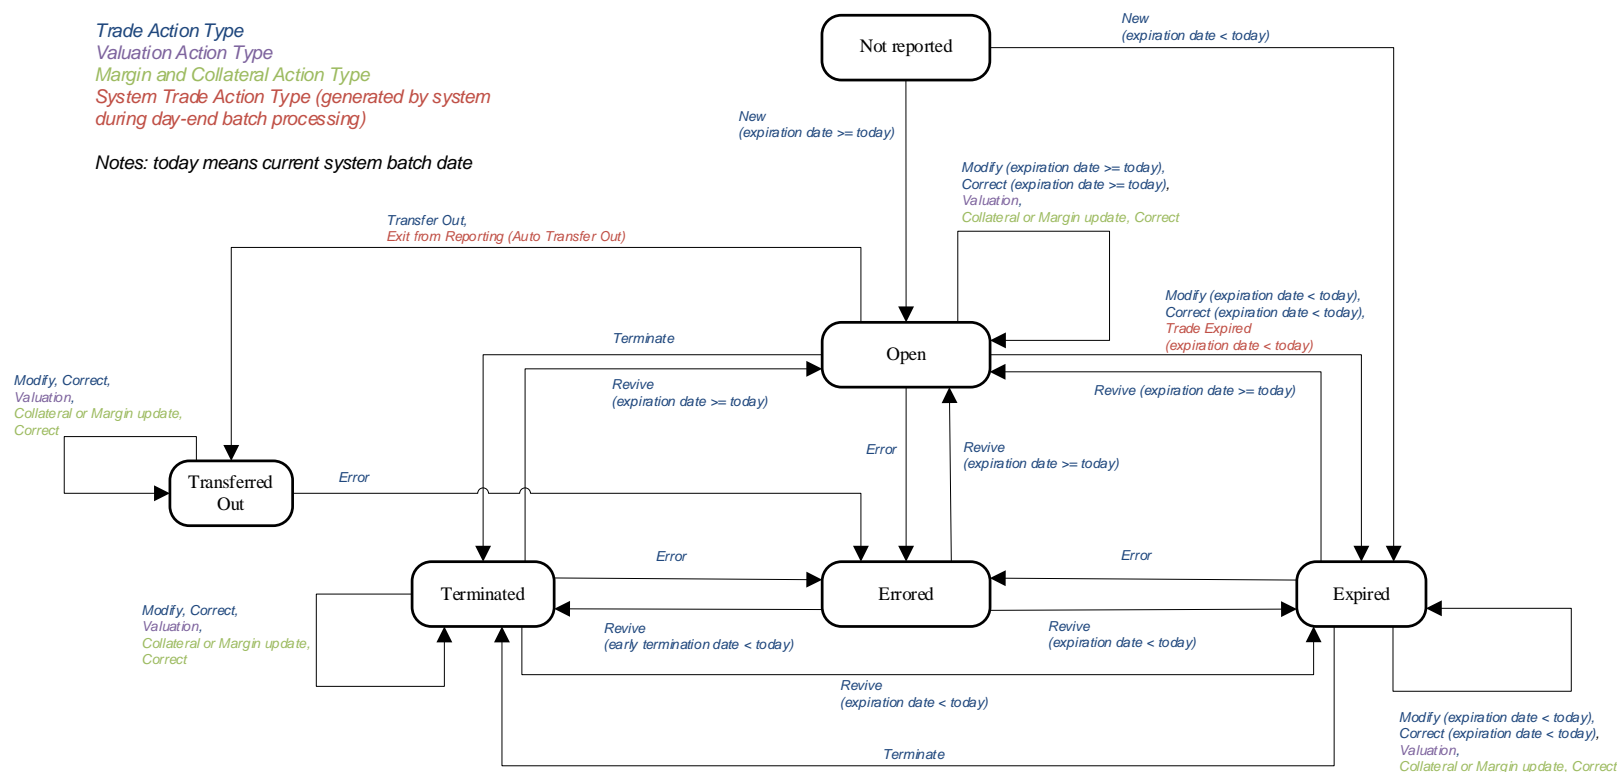 Trade Action Type
Valuation Action Type
Margin and Collateral Action Type
System Trade Action Type (generated by system
during day-end batch processing)
Notes: today means current system batch date
Not reported
New
(expiration date < today)
New
(expiration date >= today)
Modify (expiration date >= today),
Correct (expiration date >= today),
Valuation,
Collateral or Margin update, Correct
Transfer Out,
Exit from Reporting (Auto Transfer Out)
Modify (expiration date < today),
Correct (expiration date < today),
Trade Expired
(expiration date < today)
Open
Terminate
Revive
(expiration date >= today)
Revive (expiration date >= today)
Modify, Correct,
Valuation,
Collateral or Margin update,
Correct
Error
Revive
(expiration date >= today)
Transferred
Out
Error
Error
Error
Terminated
Errored
Expired
Modify, Correct,
Valuation,
Collateral or Margin update,
Correct
Revive
(early termination date < today)
Revive
(expiration date < today)
Revive
(expiration date < today)
Modify (expiration date < today),
Correct (expiration date < today),
Valuation,
Collateral or Margin update, Correct
Terminate